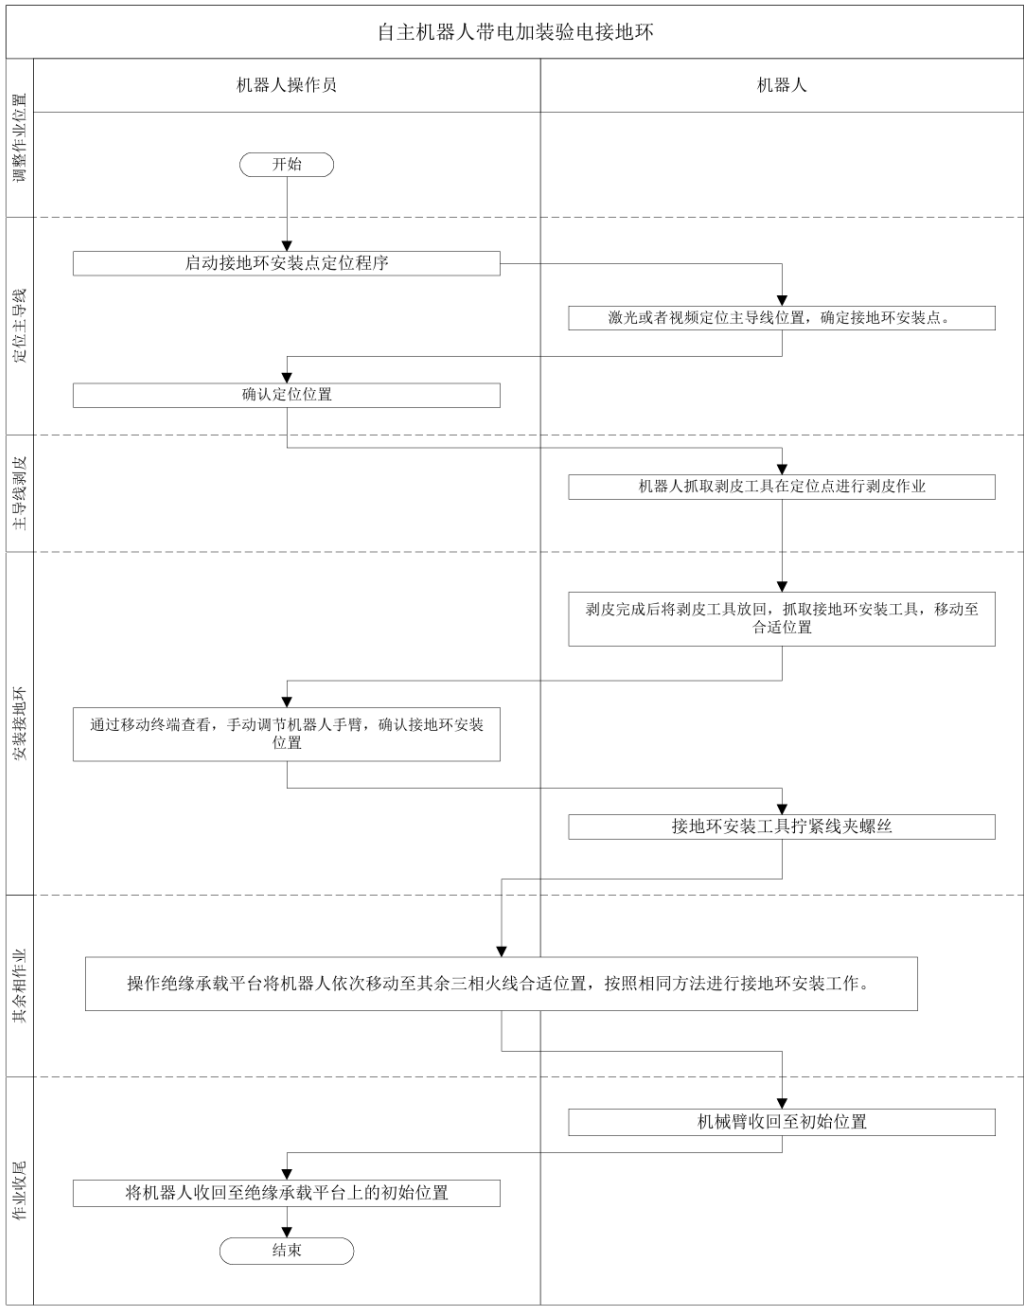 自主机器人带电加装验电接地环
机器人操作员
机器人
调整作业位置
开始
定位主导线
启动接地环安装点定位程序
激光或者视频定位主导线位置，确定接地环安装点。
确认定位位置
主导线剥皮
机器人抓取剥皮工具在定位点进行剥皮作业
安装接地环
剥皮完成后将剥皮工具放回，抓取接地环安装工具，移动至
合适位置
通过移动终端查看，手动调节机器人手臂，确认接地环安装
位置
接地环安装工具拧紧线夹螺丝
其余相作业
操作绝缘承载平台将机器人依次移动至其余三相火线合适位置，按照相同方法进行接地环安装工作。
作业收尾
机械臂收回至初始位置
将机器人收回至绝缘承载平台上的初始位置
结束